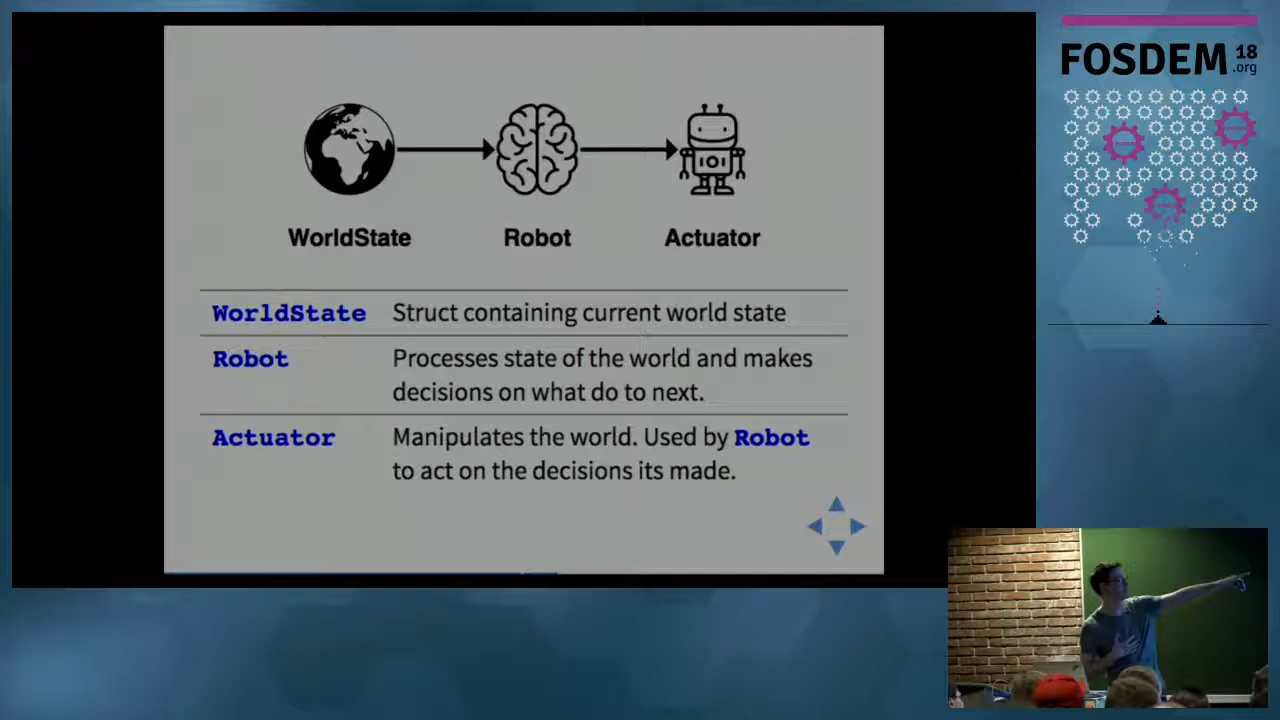 FOSDEM 18
.org
WorldState Robot Actuator
WorldState Struct containing current world state
Robot Processes state of the world and makes
decisions on what do to next.
Actuator Manipulates the world. Used by Robot
to act on the decisions its made.